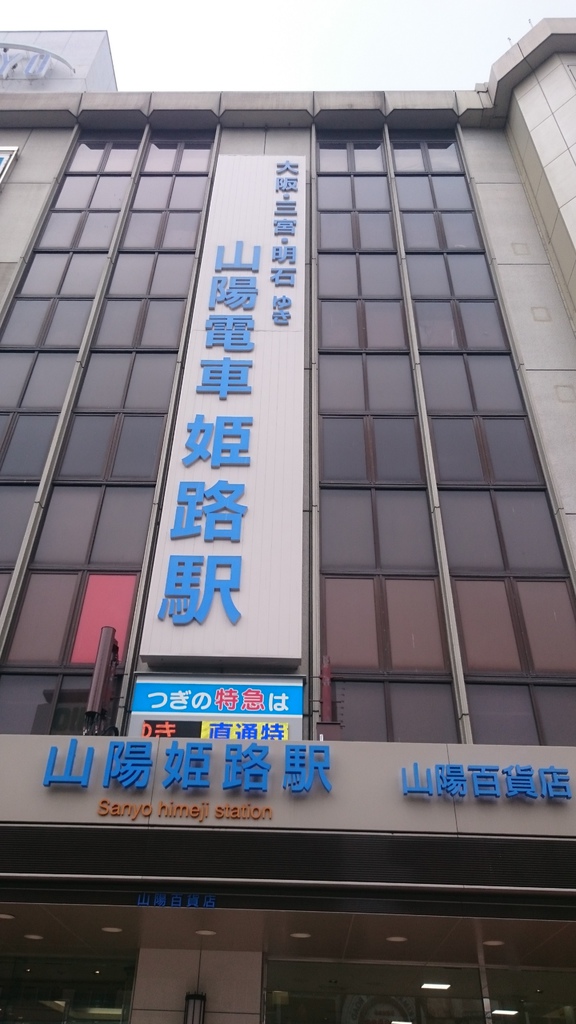 大阪・三宮・明石 ゆき
山陽電車 姫路駅
つぎの特急は
直通特
山陽姫路駅
Sanyo himeji station
山陽百貨店
山陽百貨店